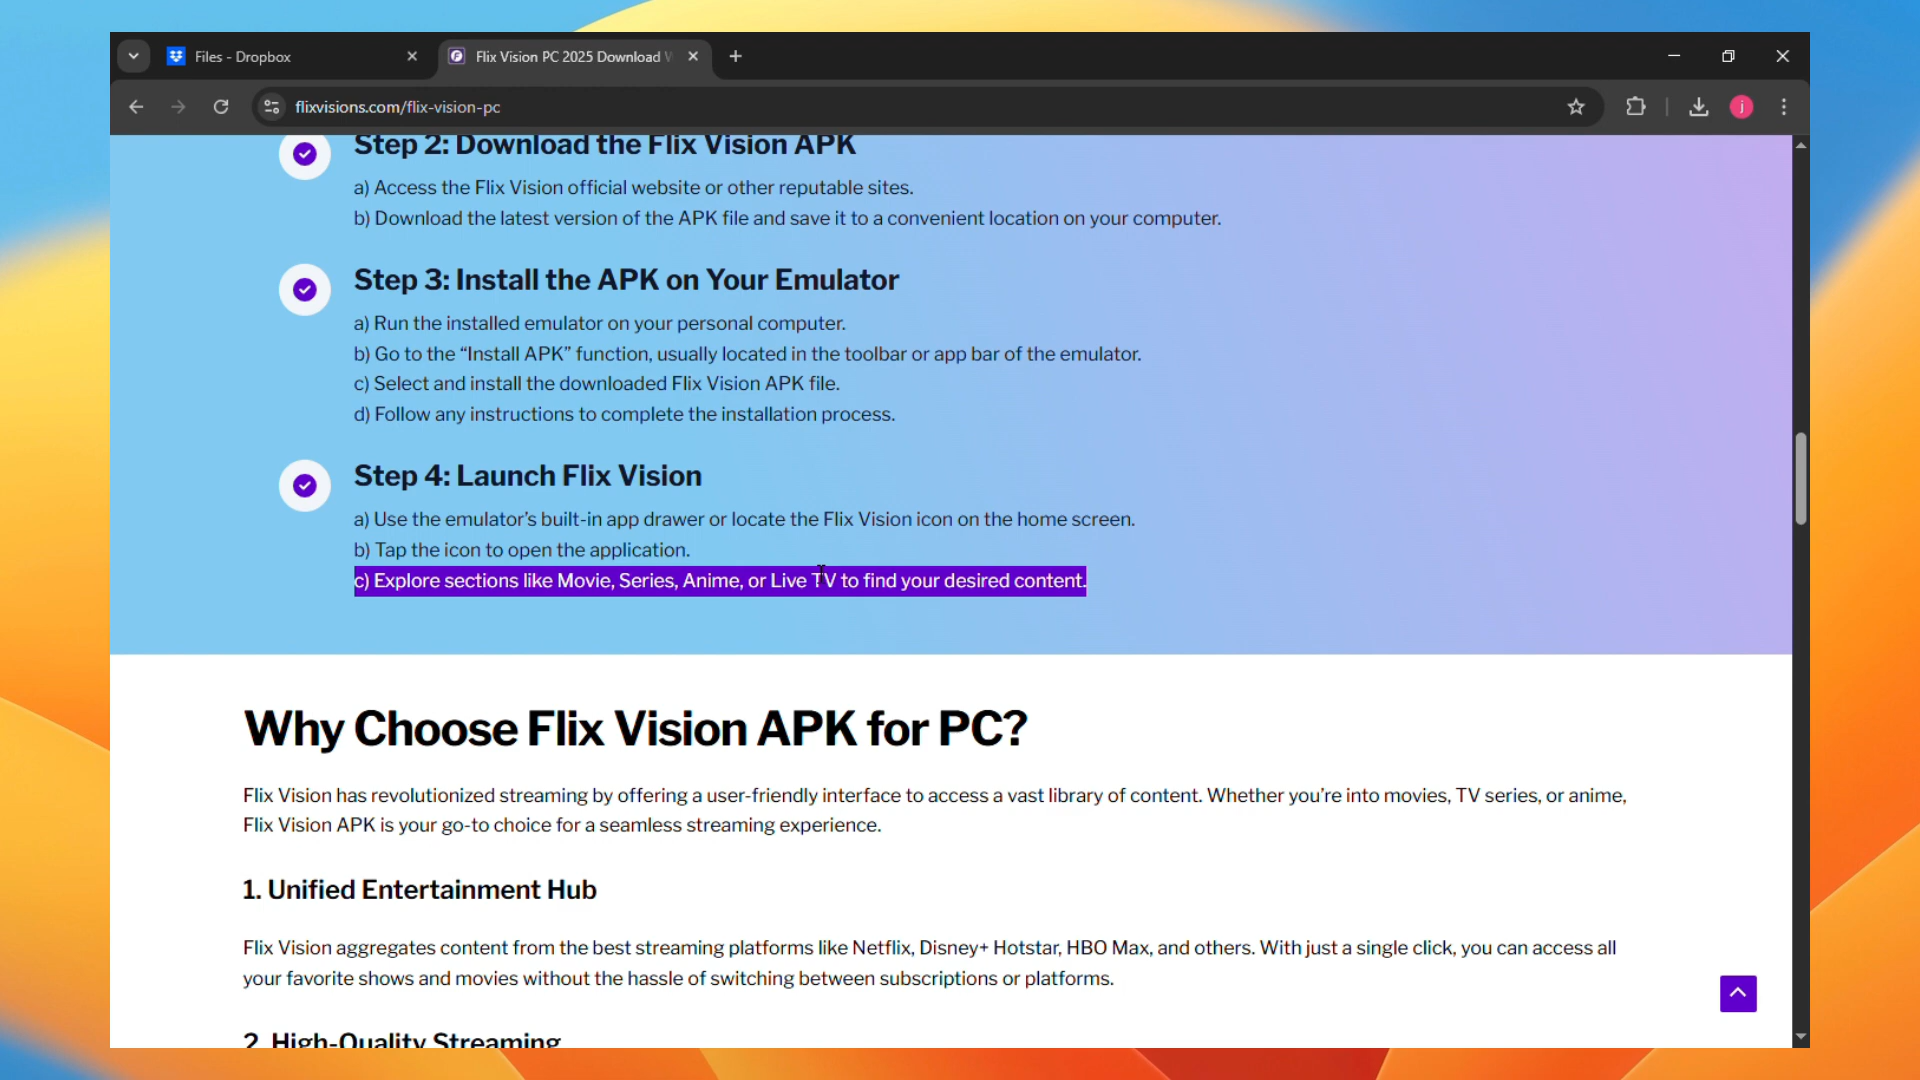 Files - Dropbox
Flix Vision PC 2025 Download
flixvisions.com/flix-vision-pc
j
Step 2: Download the Flix Vision APK
a) Access the Flix Vision official website or other reputable sites.
b) Download the latest version of the APK file and save it to a convenient location on your computer.
Step 3: Install the APK on Your Emulator
a) Run the installed emulator on your personal computer.
b) Go to the “Install APK” function, usually located in the toolbar or app bar of the emulator.
c) Select and install the downloaded Flix Vision APK file.
d) Follow any instructions to complete the installation process.
Step 4: Launch Flix Vision
a) Use the emulator’s built-in app drawer or locate the Flix Vision icon on the home screen.
b) Tap the icon to open the application.
c) Explore sections like Movie, Series, Anime, or Live TV to find your desired content.
Why Choose Flix Vision APK for PC?
Flix Vision has revolutionized streaming by offering a user-friendly interface to access a vast library of content. Whether you’re into movies, TV series, or anime,
Flix Vision APK is your go-to choice for a seamless streaming experience.
1. Unified Entertainment Hub
Flix Vision aggregates content from the best streaming platforms like Netflix, Disney+ Hotstar, HBO Max, and others. With just a single click, you can access all
your favorite shows and movies without the hassle of switching between subscriptions or platforms.
2. High-Quality Streaming